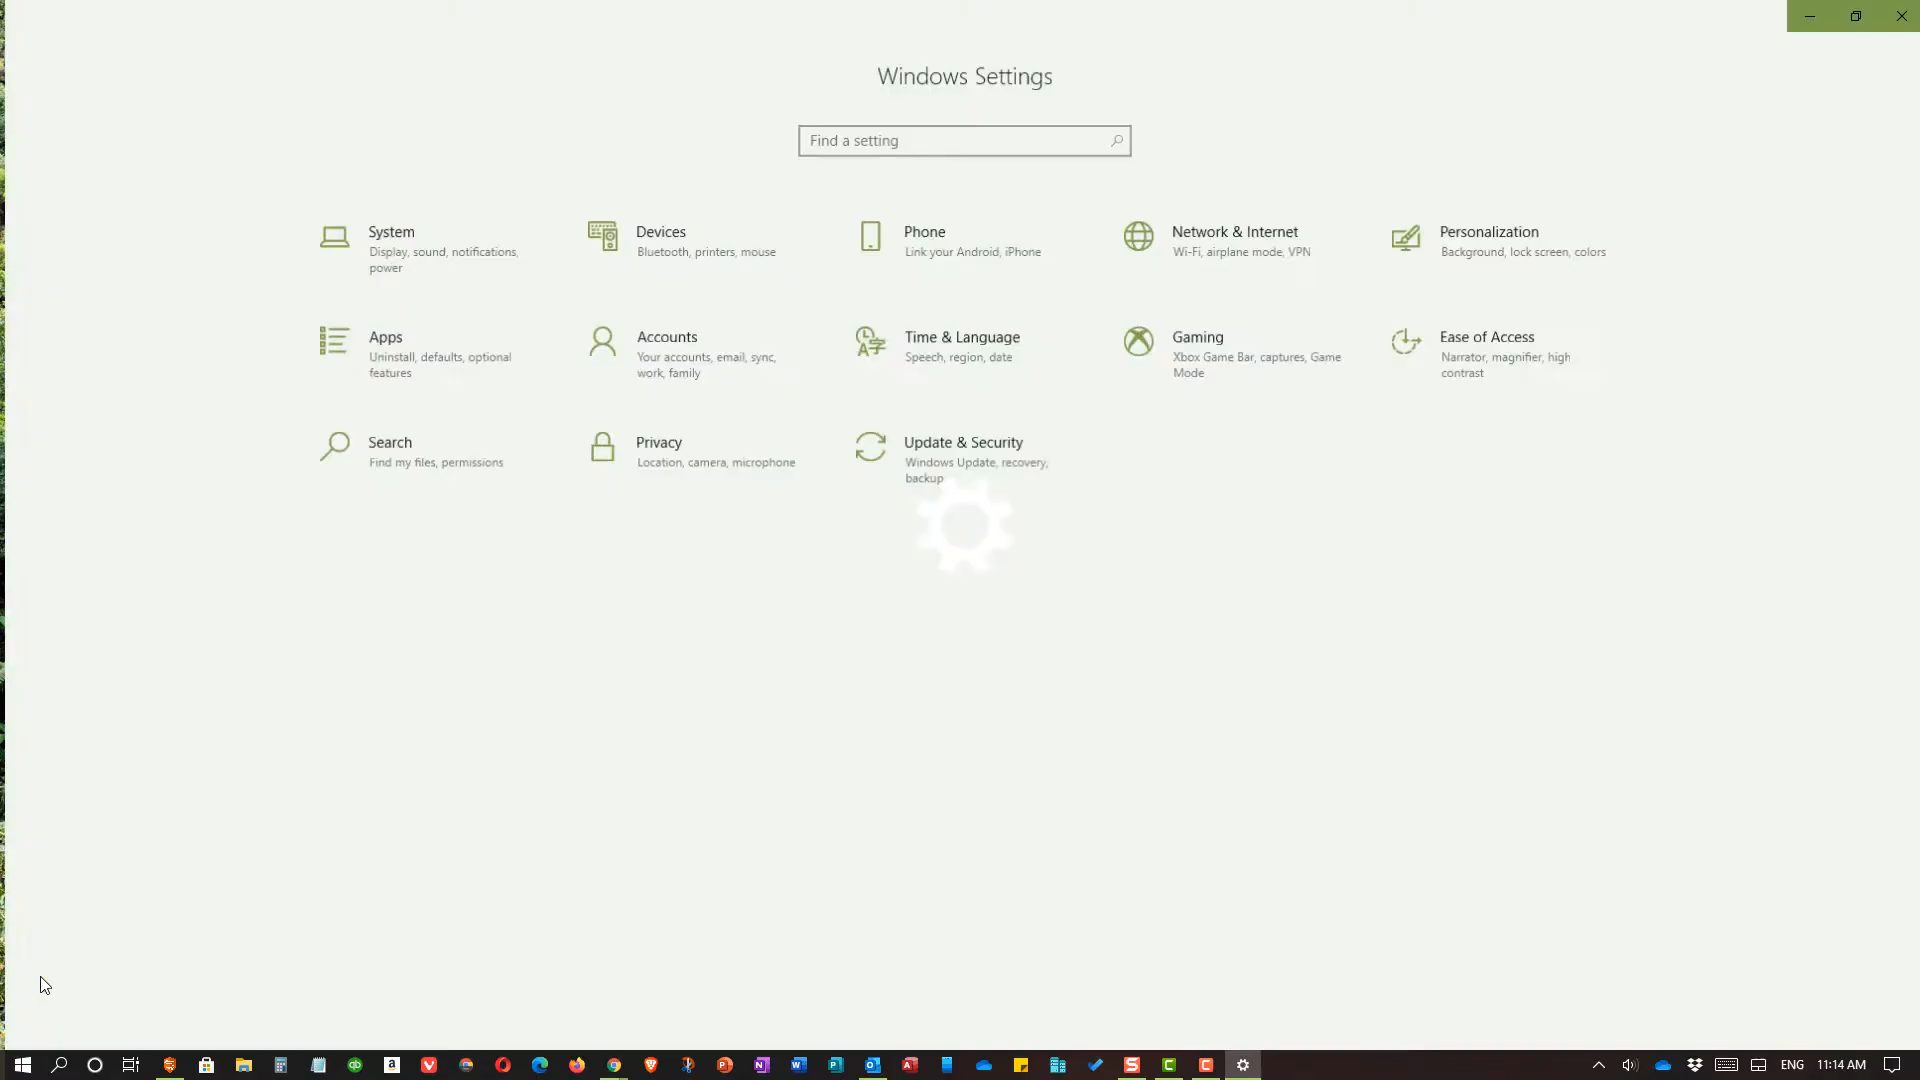 Windows Settings
Find a setting
System
Display, sound, notifications,
power
Devices
Bluetooth, printers, mouse
Phone
Link your Android, iPhone
Network & Internet
Wi-Fi, airplane mode, VPN
Personalization
Background, lock screen, colors
Apps
Uninstall, defaults, optional
features
Accounts
Your accounts, email, sync,
work, family
Time & Language
Speech, region, date
Gaming
Xbox Game Bar, captures, Game
Mode
Ease of Access
Narrator, magnifier, high
contrast
Search
Find my files, permissions
Privacy
Location, camera, microphone
Update & Security
Windows Update, recovery,
backup
ENG 11:14 AM